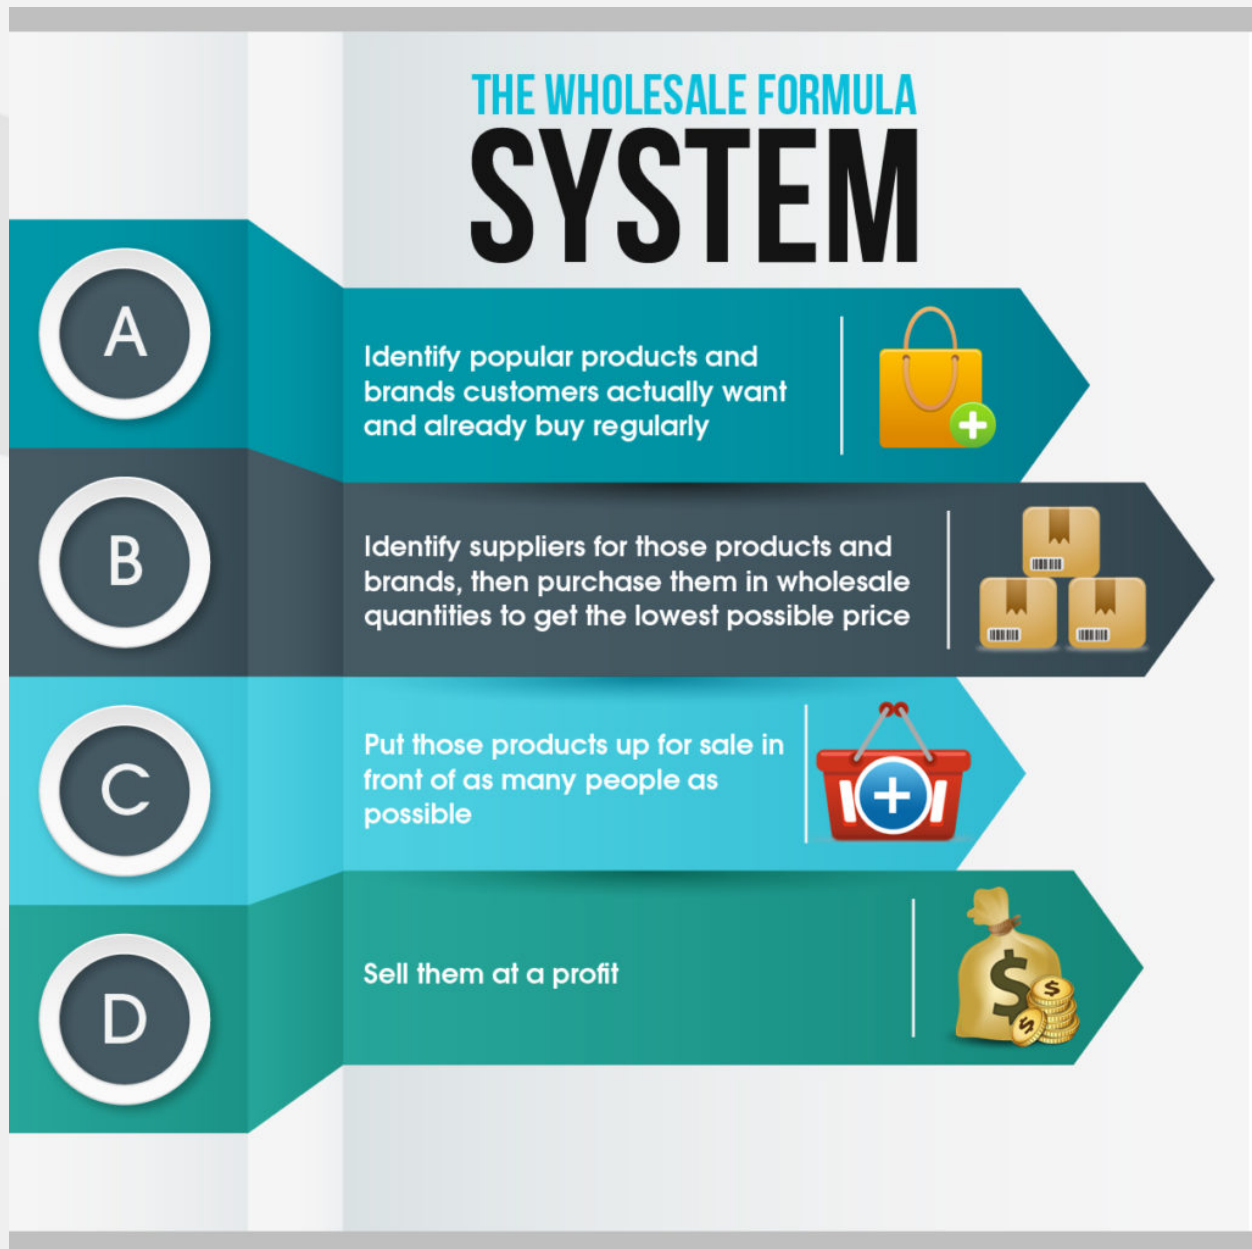 THE WHOLESALE FORMULA
SYSTEM
A
Identify popular products and
brands customers actually want
and already buy regularly
B
Identify suppliers for those products and
brands, then purchase them in wholesale
quantities to get the lowest possible price
C
Put those products up for sale in
front of as many people as
possible
D
Sell them at a profit
$
$
$